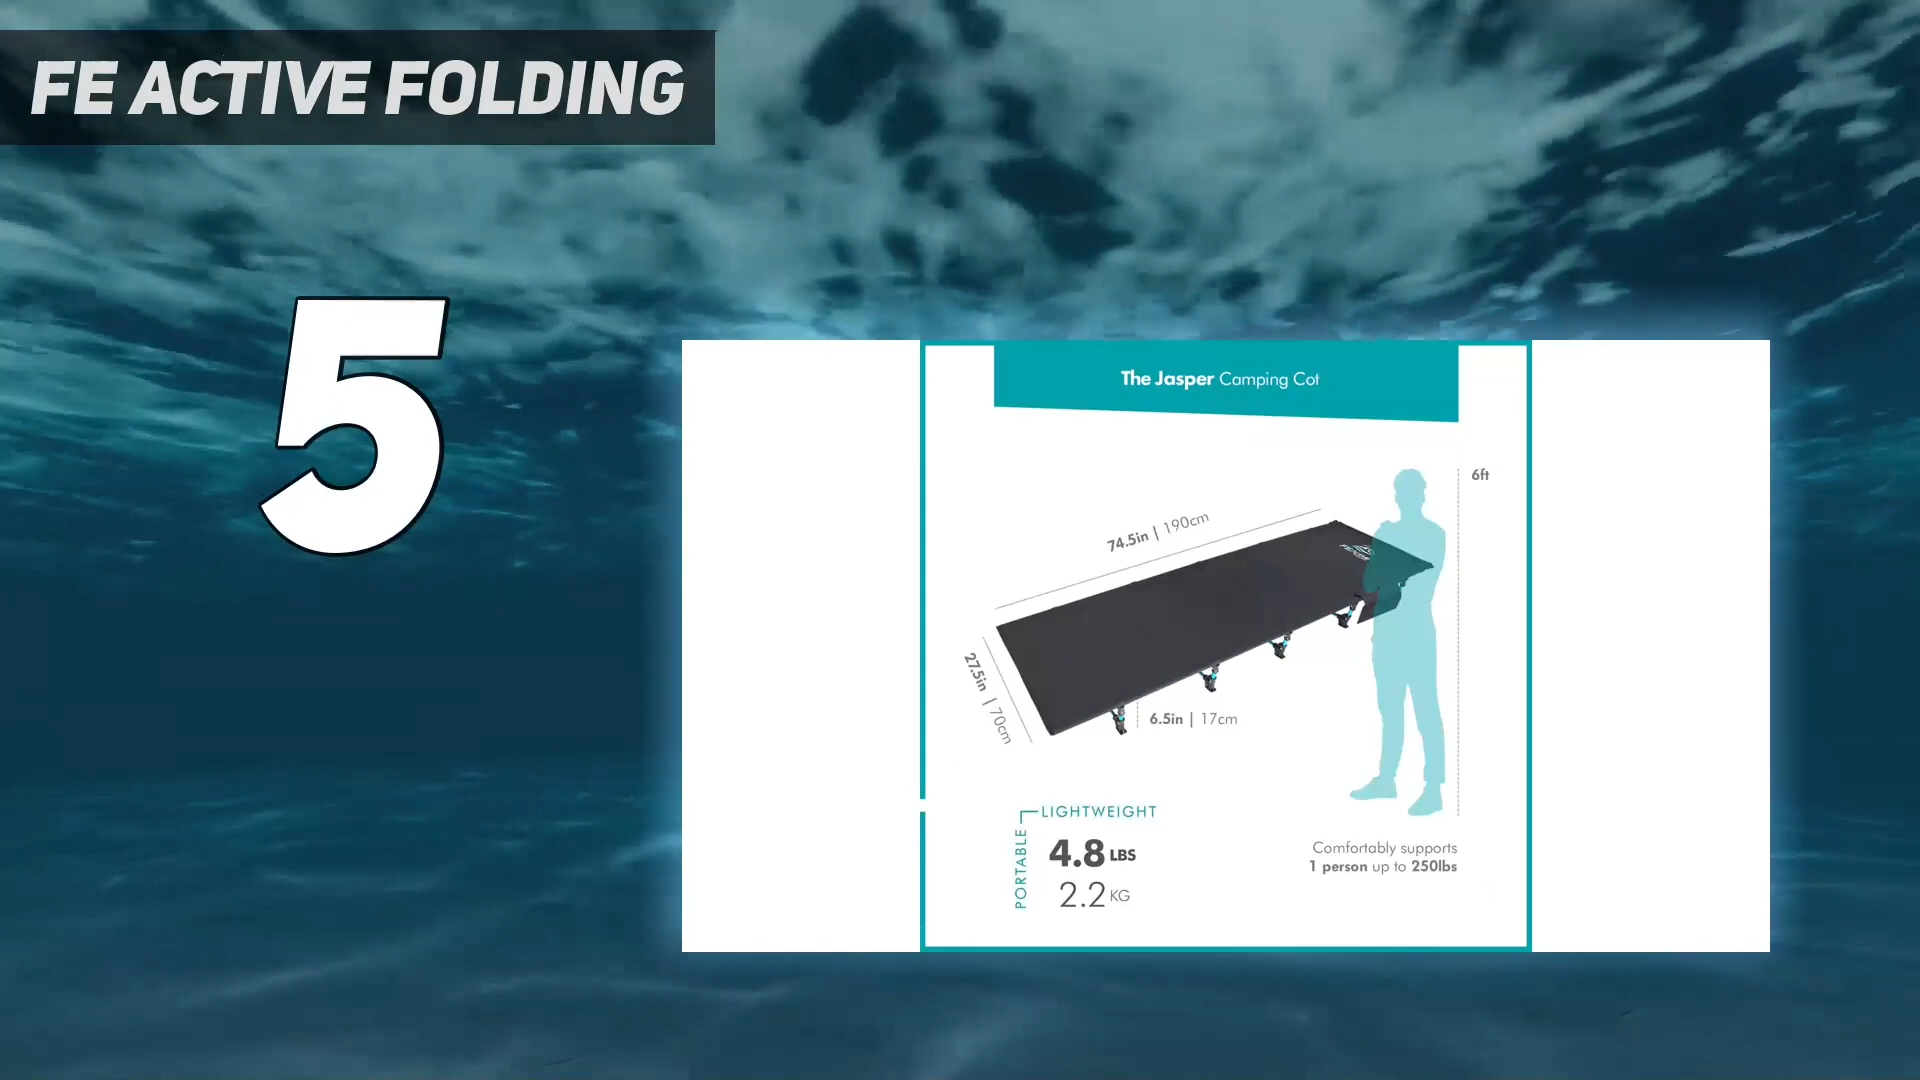 FE ACTIVE FOLDING
5
The Jasper Camping Cot
6ft
74.5in | 190cm
27.5in | 70cm
6.5in | 17cm
LIGHTWEIGHT
PORTABLE
4.8 LBS
2.2 KG
Comfortably supports
1 person up to 250lbs